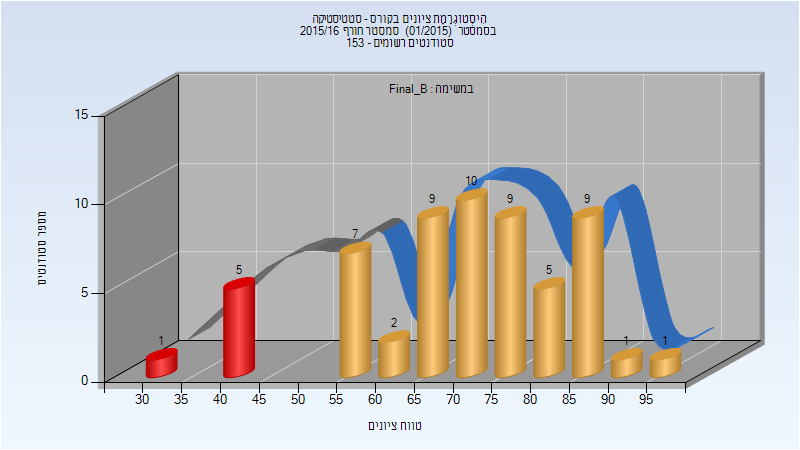 היסטוגרמת ציונים בקורס - סטטיסטיקה
בסמסטר (01/2015) סמסטר חורף 2015/16
סטודנטים רשומים - 153
במשימה : Final_B
15
10
5
0
מספר סטודנטים
1
5
7
2
9
10
9
5
9
1
1
30 35 40 45 50 55 60 65 70 75 80 85 90 95
טווח ציונים